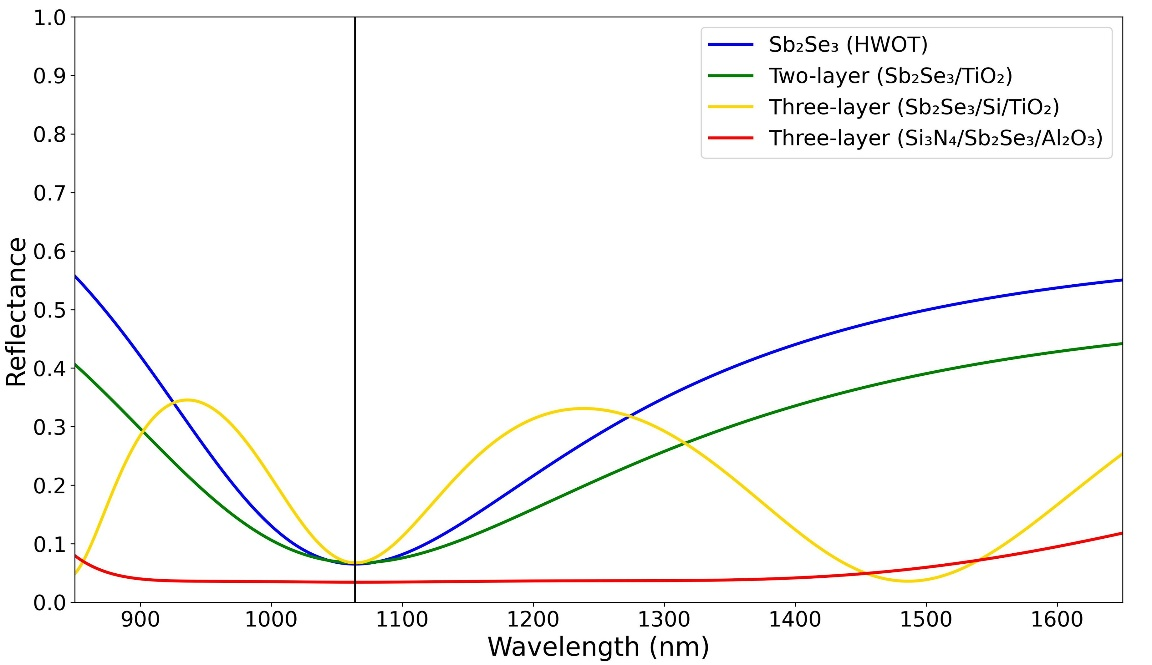 1.0
0.9
0.8
0.7
0.6
0.5
0.4
0.3
0.2
0.1
0.0
Reflectance
Sb₂Se₃ (HWOT)
Two-layer (Sb₂Se₃/TiO₂)
Three-layer (Sb₂Se₃/Si/TiO₂)
Three-layer (Si₃N₄/Sb₂Se₃/Al₂O₃)
900 1000 1100 1200 1300 1400 1500 1600
Wavelength (nm)